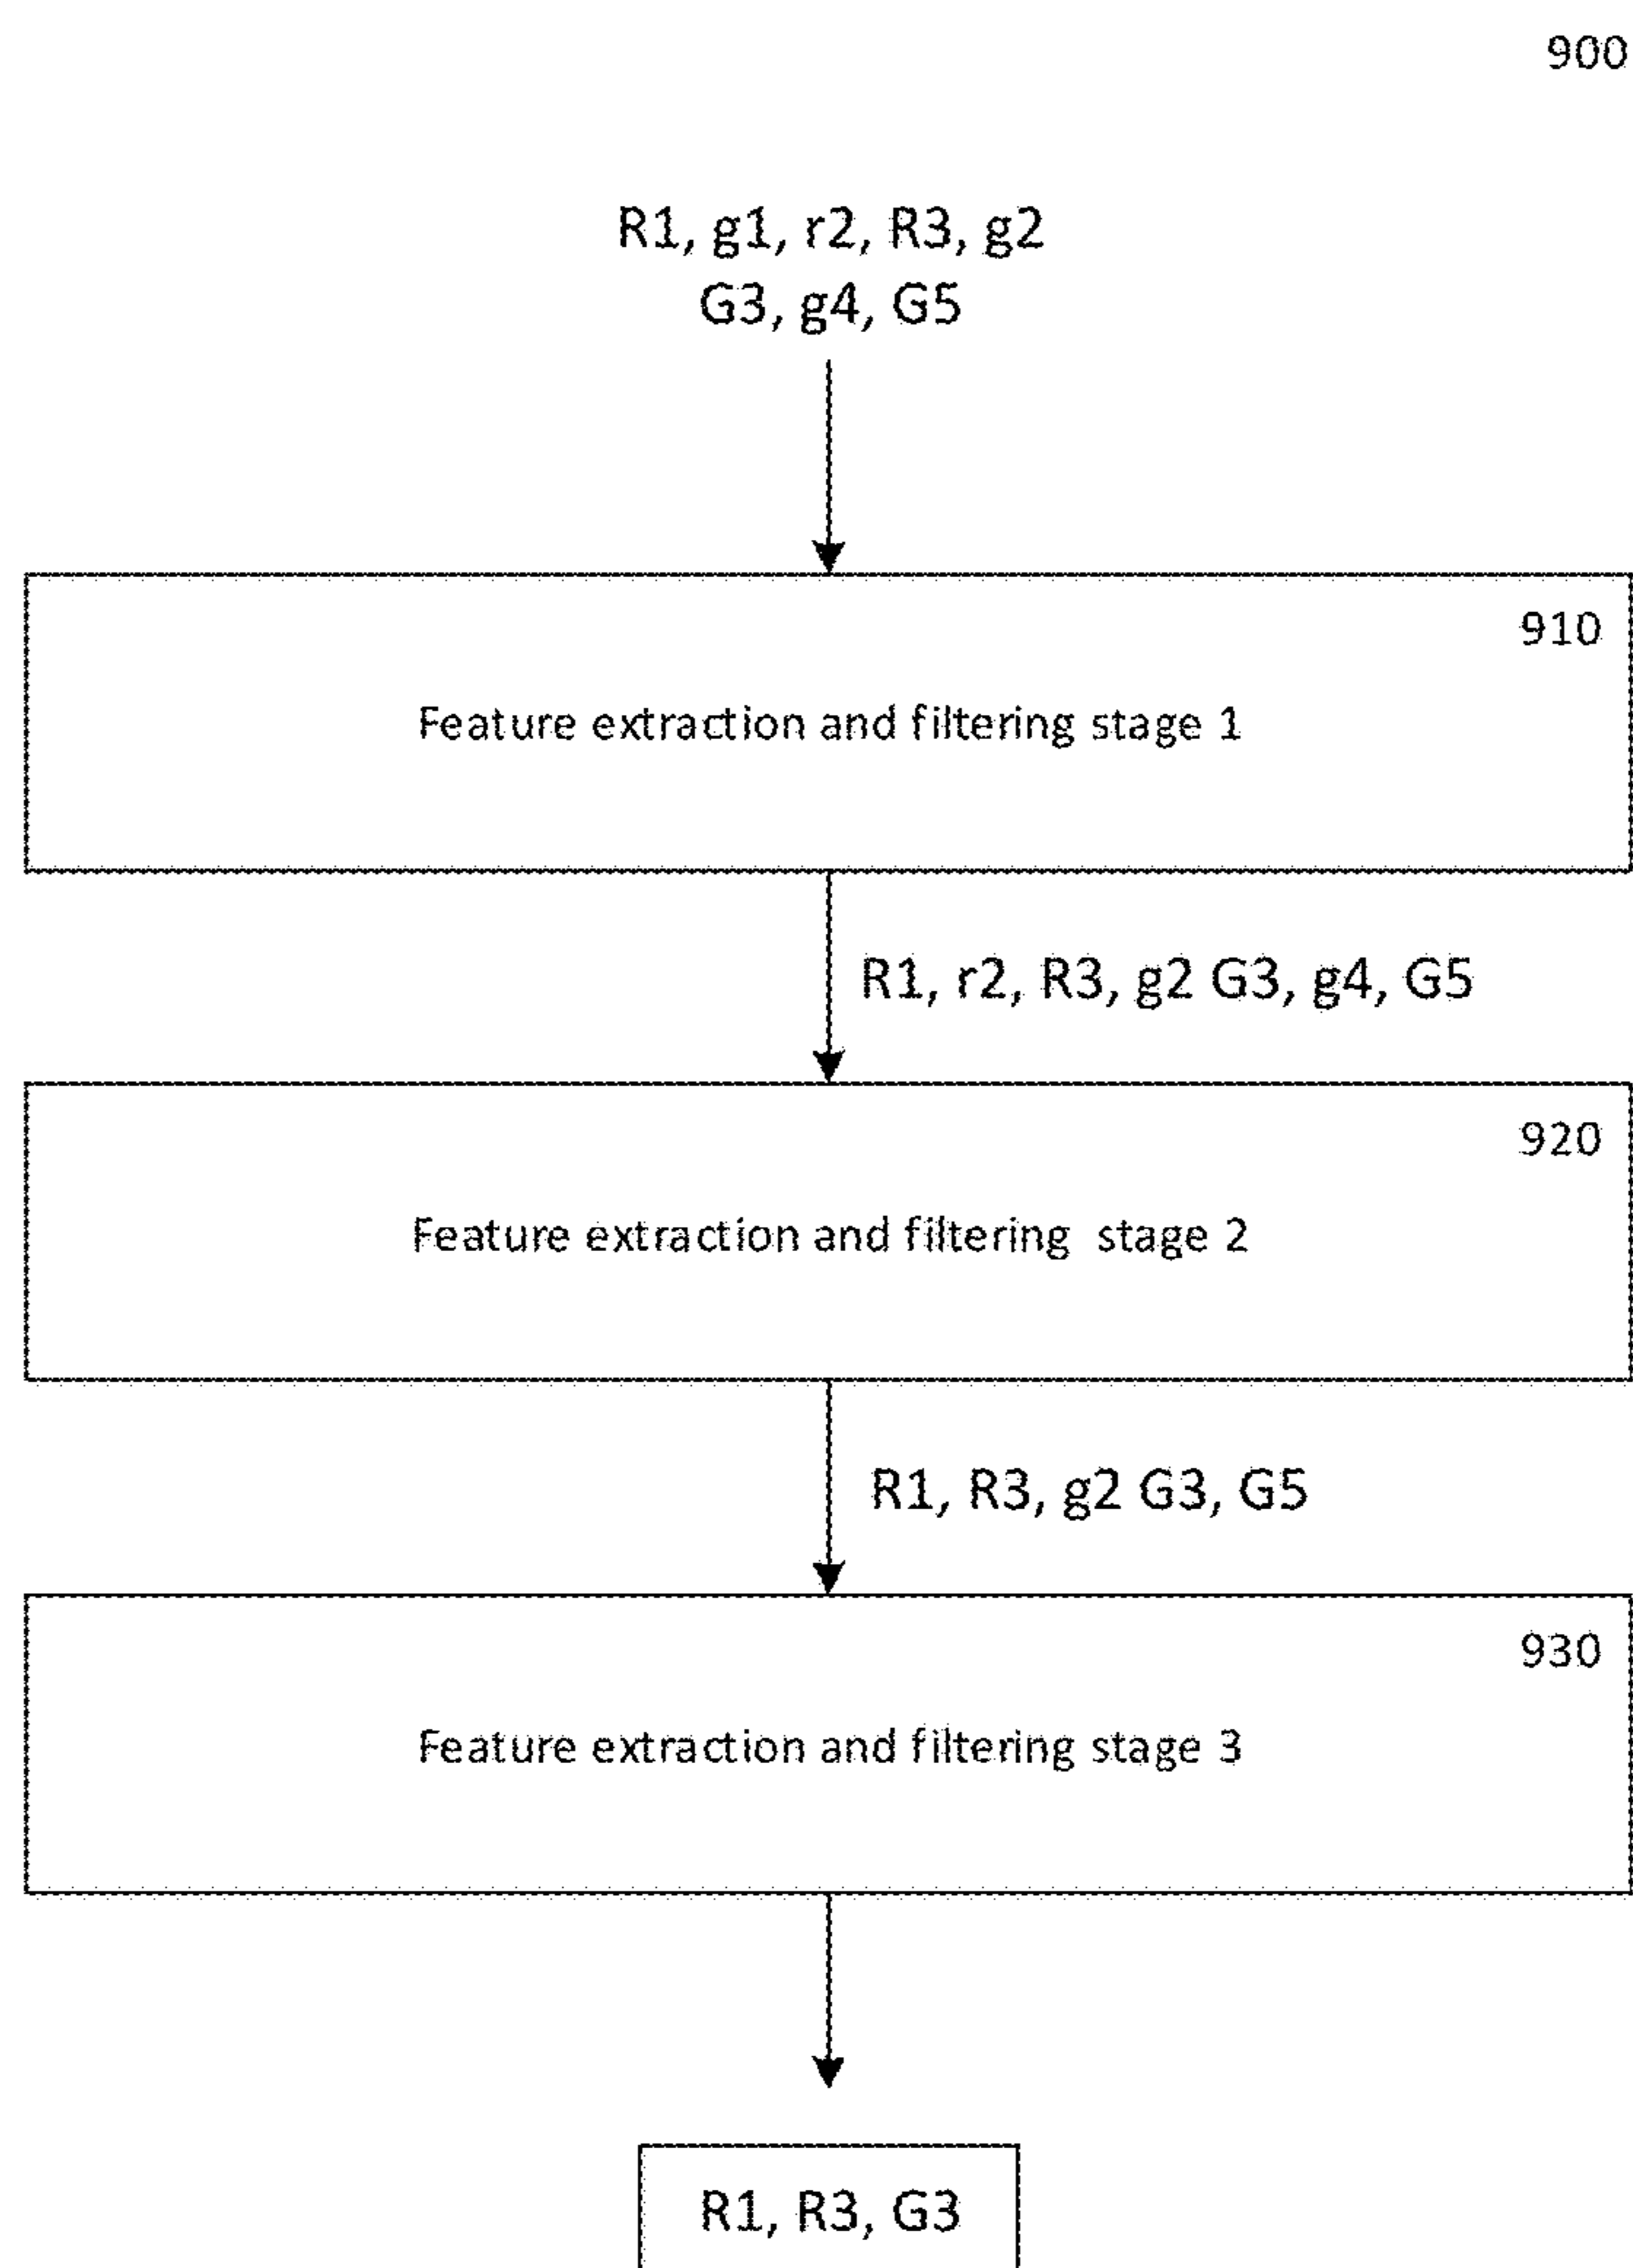 900
R1, g1, r2, R3, g2
G3, g4, G5
910
Feature extraction and filtering stage 1
R1, r2, R3, g2 G3, g4, G5
920
Feature extraction and filtering  stage 2
R1, R3, g2 G3, G5
930
Feature extraction and filtering stage 3
R1, R3, G3